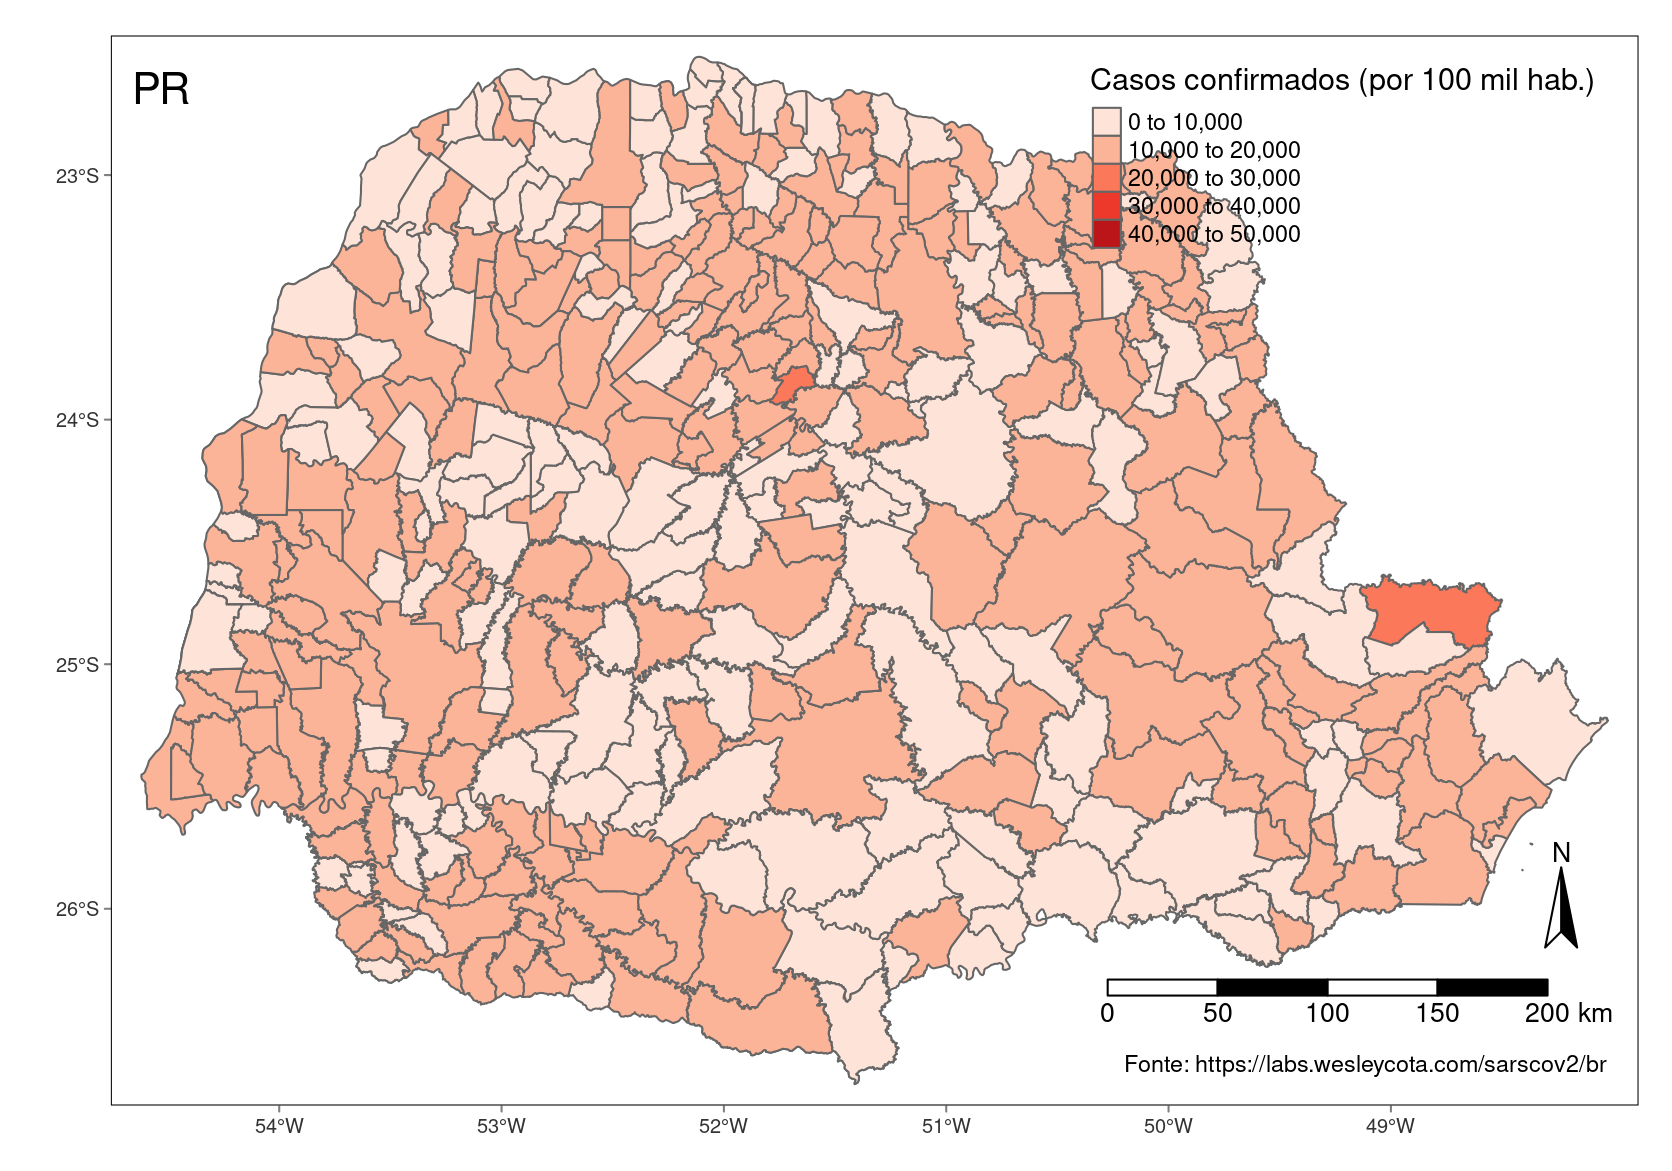 PR
Casos confirmados (por 100 mil hab.)
0 to 10,000
10,000 to 20,000
20,000 to 30,000
30,000 to 40,000
40,000 to 50,000
23°S
24°S
25°S
26°S
N
0 50 100 150 200 km
Fonte: https://labs.wesleycota.com/sarscov2/br
54°W 53°W 52°W 51°W 50°W 49°W